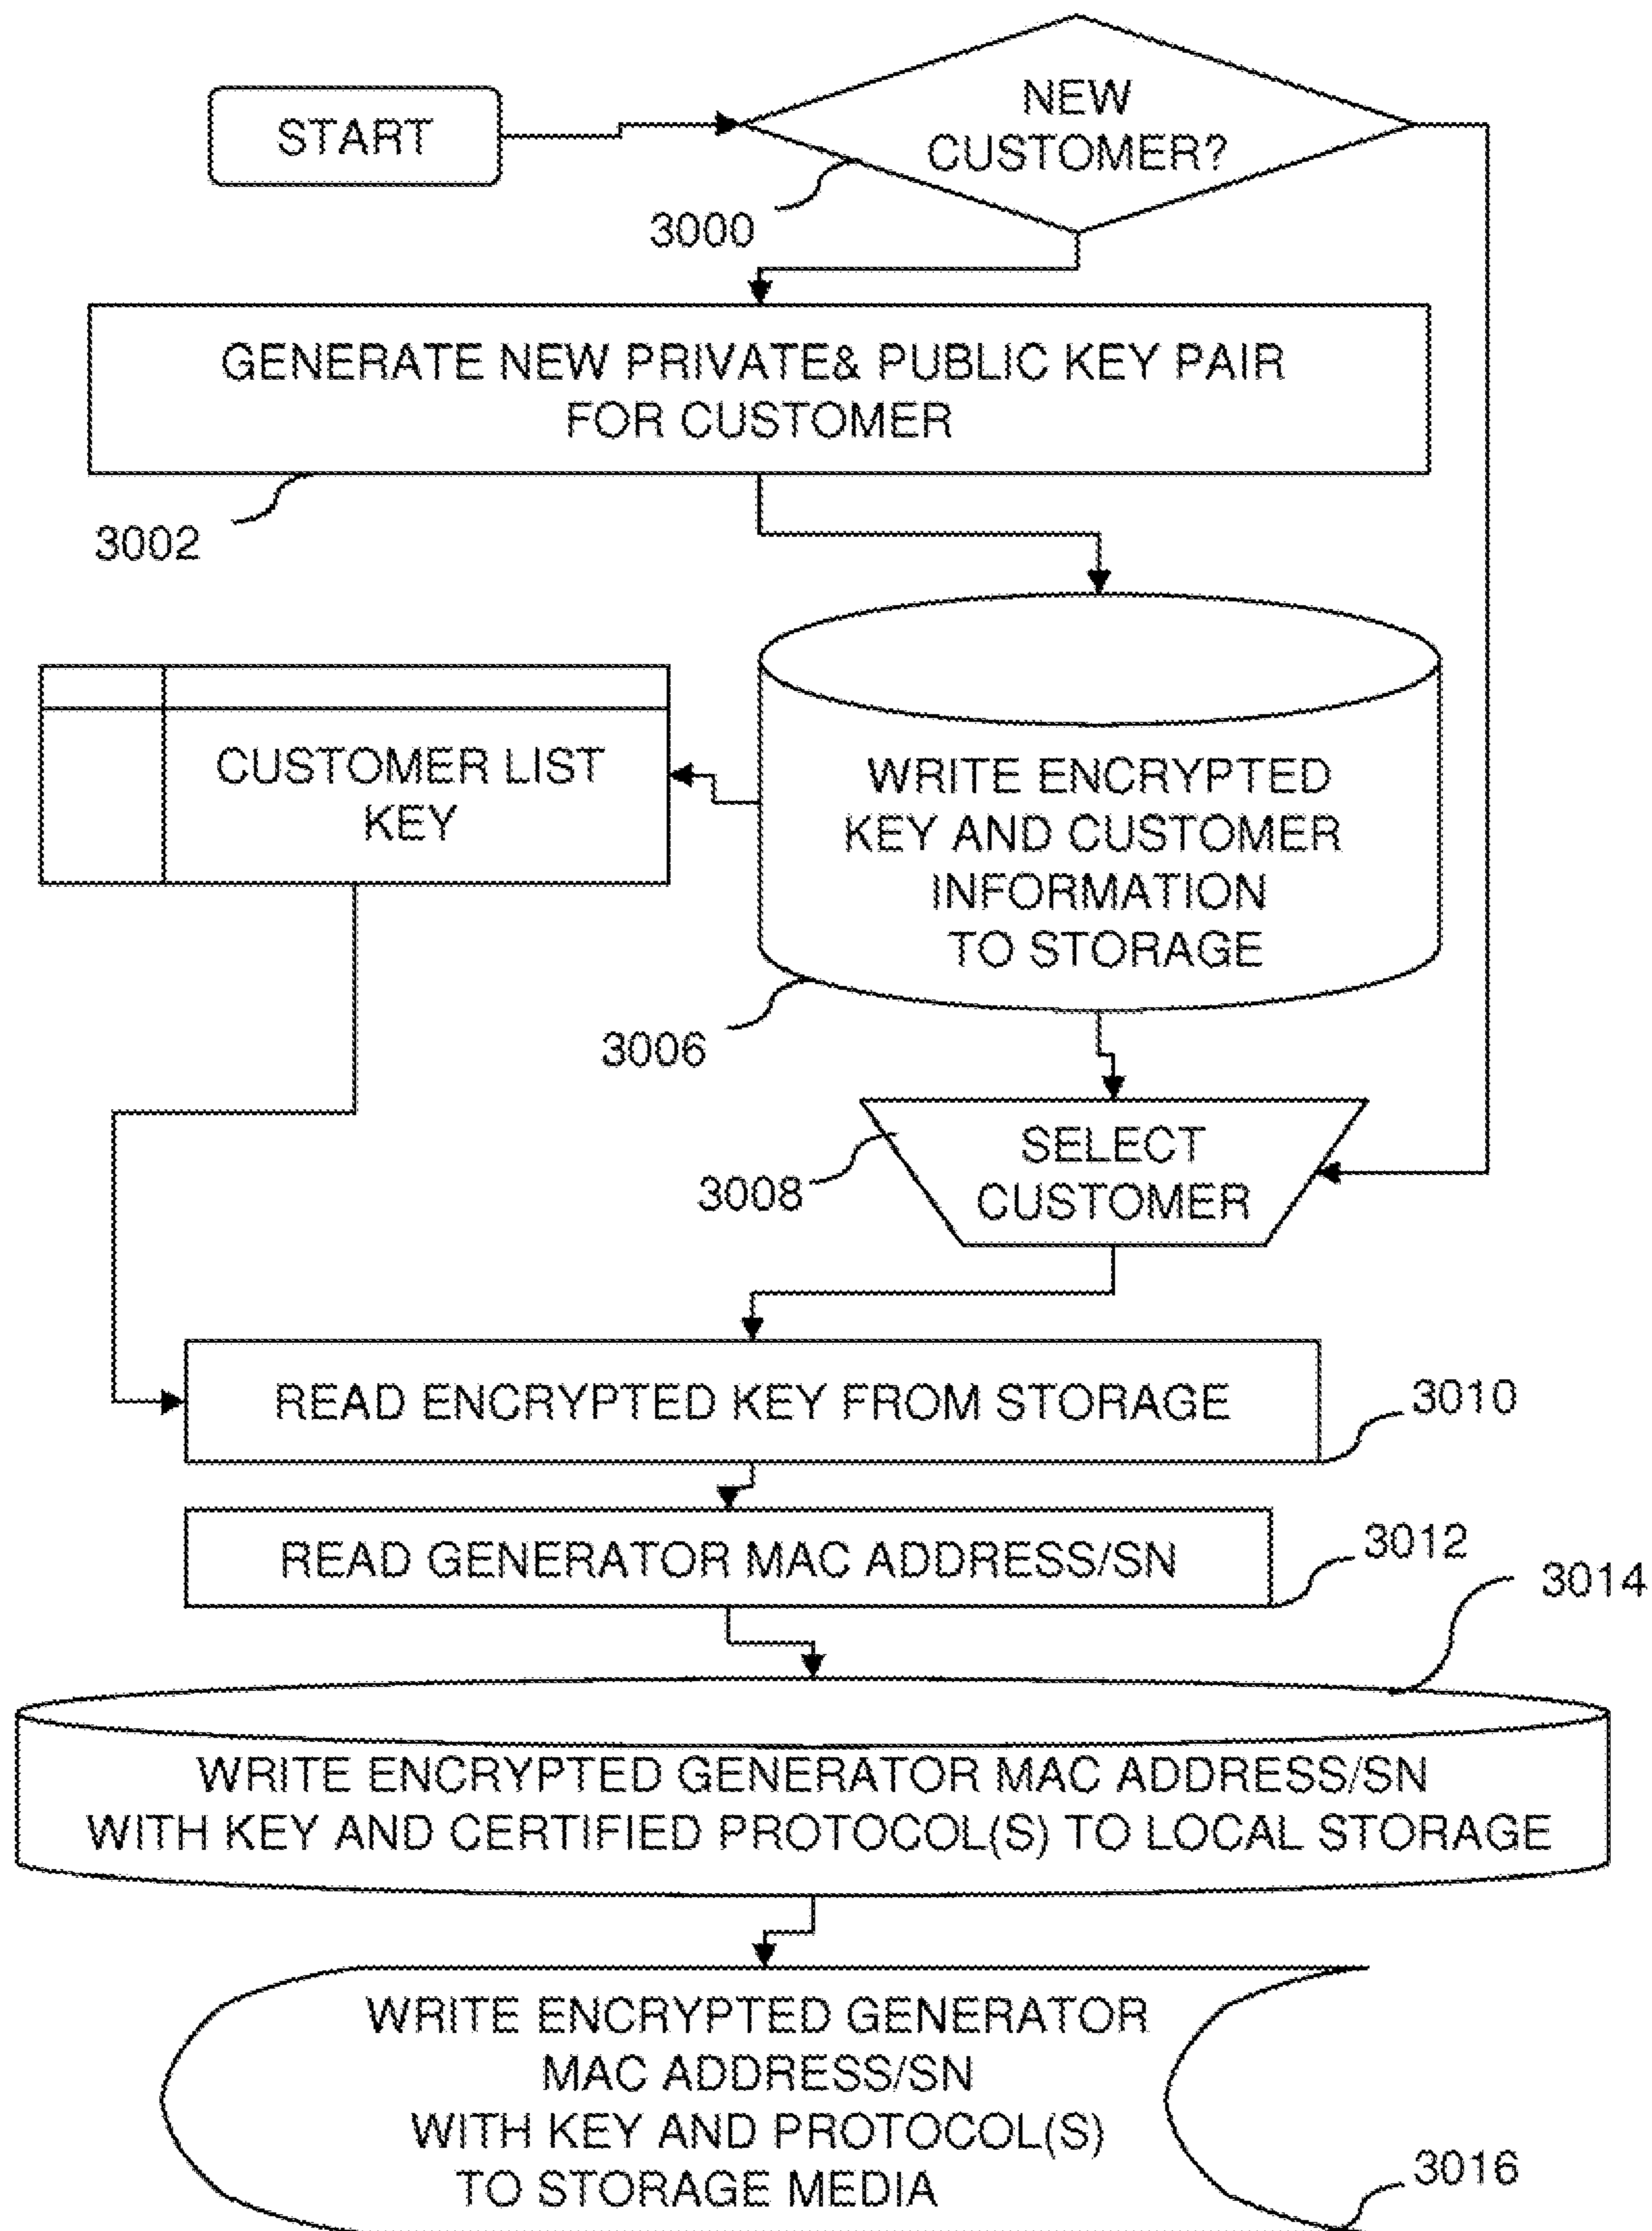 START
NEW
CUSTOMER?
3000
GENERATE NEW PRIVATE& PUBLIC KEY PAIR
FOR CUSTOMER
3002
CUSTOMER LIST
KEY
WRITE ENCRYPTED
KEY AND CUSTOMER
INFORMATION
TO STORAGE
3006
SELECT
CUSTOMER
3008
READ ENCRYPTED KEY FROM STORAGE
3010
READ GENERATOR MAC ADDRESS/SN
3012
3014
WRITE ENCRYPTED GENERATOR MAC ADDRESS/SN
WITH KEY AND CERTIFIED PROTOCOL(S) TO LOCAL STORAGE
WRITE ENCRYPTED GENERATOR
MAC ADDRESS/SN
WITH KEY AND PROTOCOL(S)
TO STORAGE MEDIA
3016